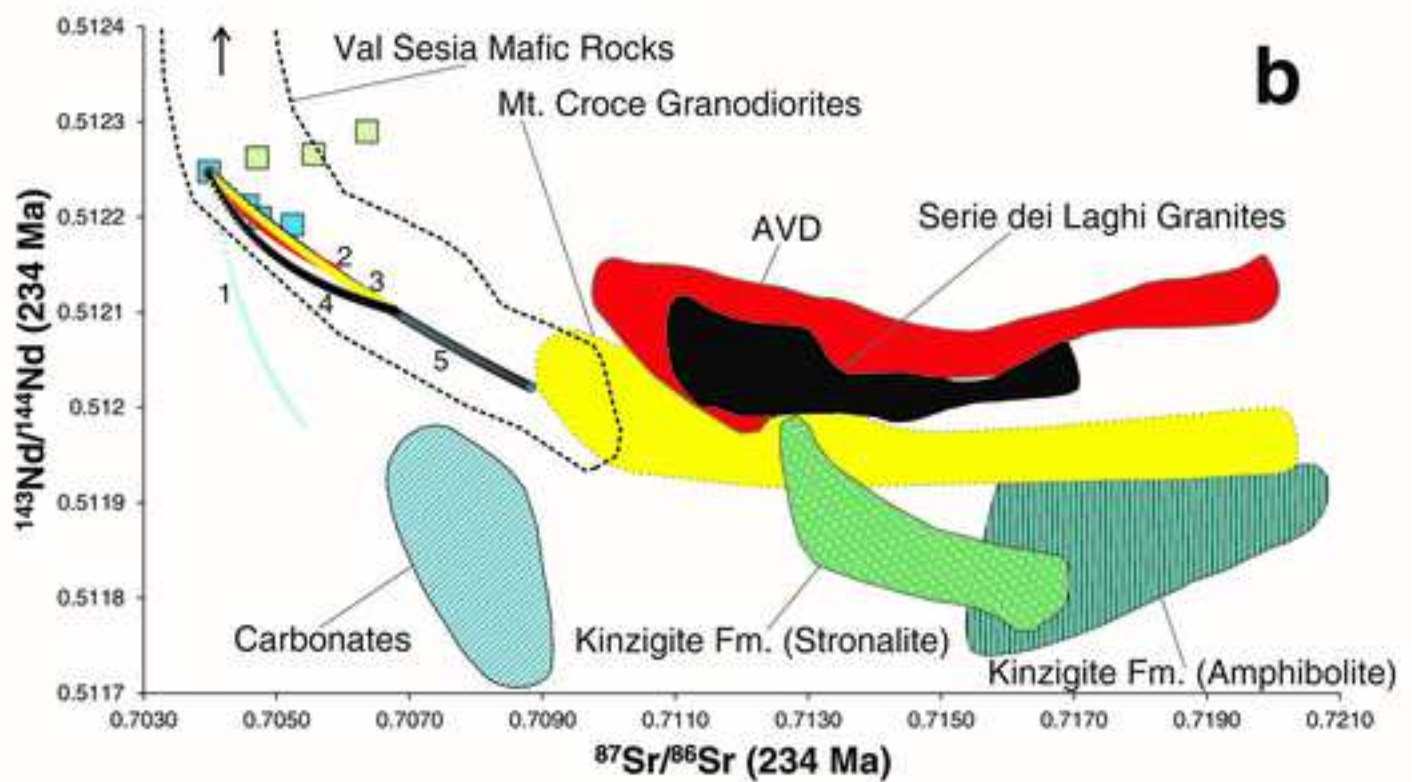 b
0.5124
0.5123
0.5122
0.5121
0.512
0.5119
0.5118
0.5117
¹⁴³Nd/¹⁴⁴Nd (234 Ma)
Val Sesia Mafic Rocks
Mt. Croce Granodiorites
AVD
Serie dei Laghi Granites
1
2
3
4
5
Carbonates
Kinzigite Fm. (Stronalite)
Kinzigite Fm. (Amphibolite)
0.7030 0.7050 0.7070 0.7090 0.7110 0.7130 0.7150 0.7170 0.7190 0.7210
⁸⁷Sr/⁸⁶Sr (234 Ma)